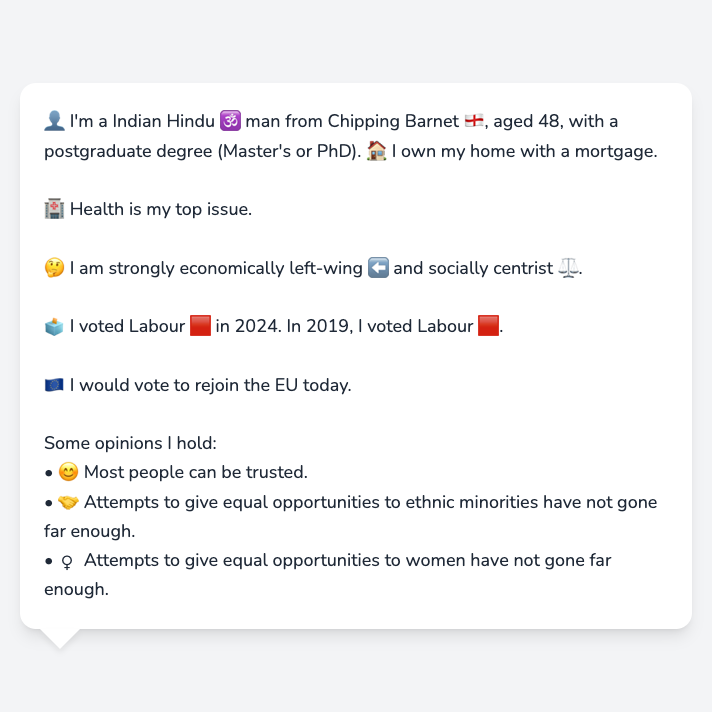 👤 I'm a Indian Hindu 🕉️ man from Chipping Barnet 🏴󠁧󠁢󠁥󠁮󠁧󠁿, aged 48, with a
postgraduate degree (Master's or PhD). 🏠 I own my home with a mortgage.
🏥 Health is my top issue.
🤔 I am strongly economically left-wing ⬅️ and socially centrist ⚖️.
🗳️ I voted Labour 🟥 in 2024. In 2019, I voted Labour 🟥.
🇪🇺 I would vote to rejoin the EU today.
Some opinions I hold:
• 😊 Most people can be trusted.
• 🤝 Attempts to give equal opportunities to ethnic minorities have not gone
far enough.
• ♀ Attempts to give equal opportunities to women have not gone far
enough.